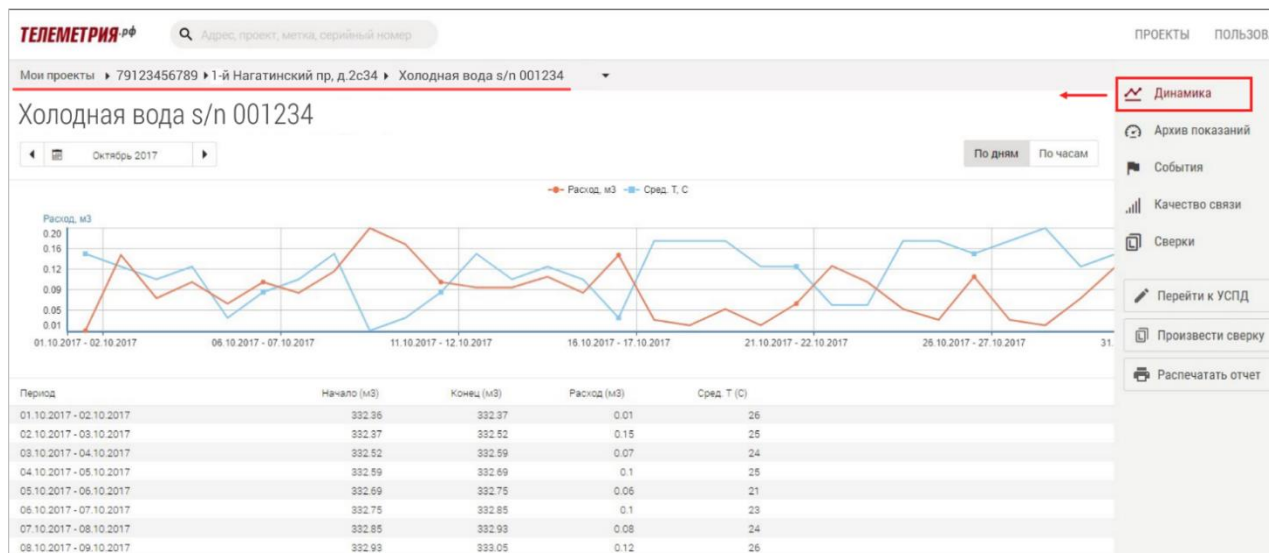 ТЕЛЕМЕТРИЯ.рф
Адрес, проект, метка, серийный номер
ПРОЕКТЫ ПОЛЬЗОВ
Мои проекты 79123456789 1-й Нагатинский пр, д.2с34 Холодная вода s/n 001234
Холодная вода s/n 001234
Октябрь 2017
По дням По часам
Расход, м3 Сред. Т, С
Расход, м3
0.20
0.16
0.12
0.09
0.05
0.01
01.10.2017 - 02.10.2017 06.10.2017 - 07.10.2017 11.10.2017 - 12.10.2017 16.10.2017 - 17.10.2017 21.10.2017 - 22.10.2017 26.10.2017 - 27.10.2017 31.
Период Начало (м3) Конец (м3) Расход (м3) Сред. Т (С)
01.10.2017 - 02.10.2017 332.36 332.37 0.01 26
02.10.2017 - 03.10.2017 332.37 332.52 0.15 25
03.10.2017 - 04.10.2017 332.52 332.59 0.07 24
04.10.2017 - 05.10.2017 332.59 332.69 0.1 25
05.10.2017 - 06.10.2017 332.69 332.75 0.06 21
06.10.2017 - 07.10.2017 332.75 332.85 0.1 23
07.10.2017 - 08.10.2017 332.85 332.93 0.08 24
08.10.2017 - 09.10.2017 332.93 333.05 0.12 26
Динамика
Архив показаний
События
Качество связи
Сверки
Перейти к УСПД
Произвести сверку
Распечатать отчет